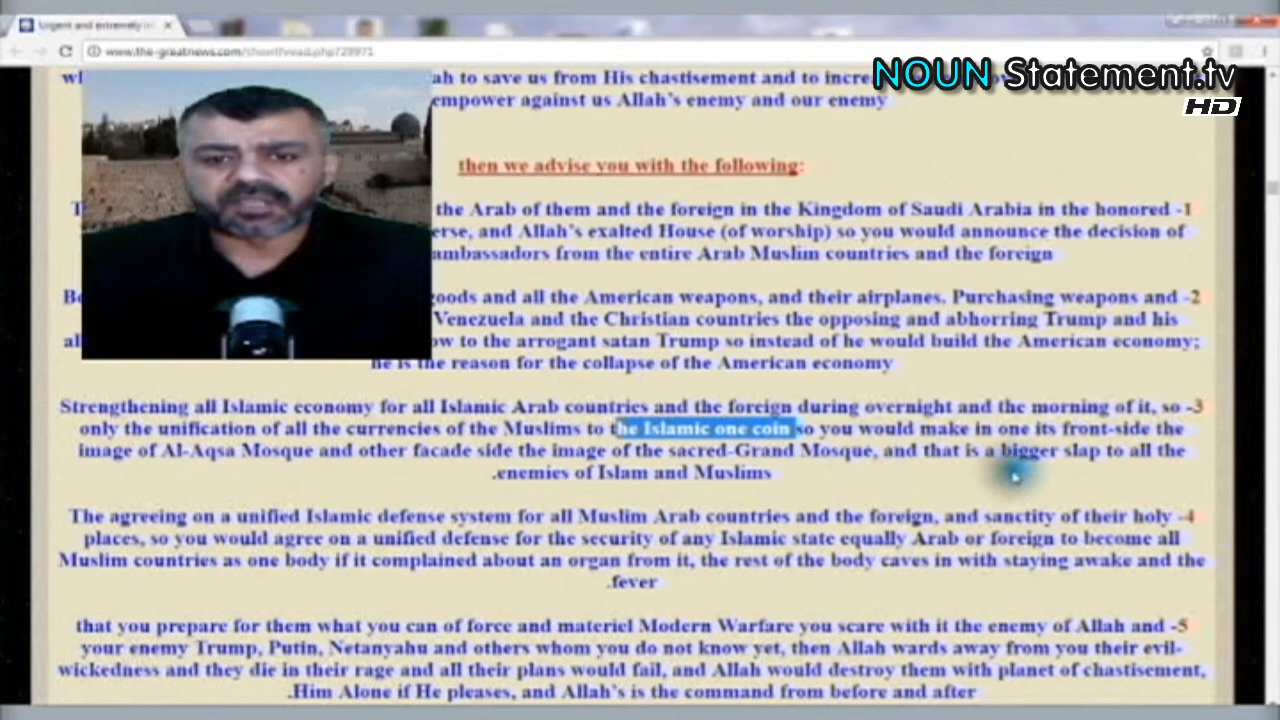 Urgent and extremely im
www.the-greatnews.com/showthread.php?29971
NOUN Statement.tv
HD
ah to save us from His chastisement and to incre
empower against us Allah's enemy and our enemy
then we advise you with the following:
the Arab of them and the foreign in the Kingdom of Saudi Arabia in the honored -1
erse, and Allah's exalted House (of worship) so you would announce the decision of
ambassadors from the entire Arab Muslim countries and the foreign
oods and all the American weapons, and their airplanes. Purchasing weapons and -2
Venezuela and the Christian countries the opposing and abhorring Trump and his
ow to the arrogant satan Trump so instead of he would build the American economy;
he is the reason for the collapse of the American economy
Strengthening all Islamic economy for all Islamic Arab countries and the foreign during overnight and the morning of it, so -3
only the unification of all the currencies of the Muslims to the Islamic one coin so you would make in one its front-side the
image of Al-Aqsa Mosque and other facade side the image of the sacred-Grand Mosque, and that is a bigger slap to all the
.enemies of Islam and Muslims
The agreeing on a unified Islamic defense system for all Muslim Arab countries and the foreign, and sanctity of their holy -4
places, so you would agree on a unified defense for the security of any Islamic state equally Arab or foreign to become all
Muslim countries as one body if it complained about an organ from it, the rest of the body caves in with staying awake and the
.fever
that you prepare for them what you can of force and materiel Modern Warfare you scare with it the enemy of Allah and -5
your enemy Trump, Putin, Netanyahu and others whom you do not know yet, then Allah wards away from you their evil-
wickedness and they die in their rage and all their plans would fail, and Allah would destroy them with planet of chastisement,
.Him Alone if He pleases, and Allah's is the command from before and after